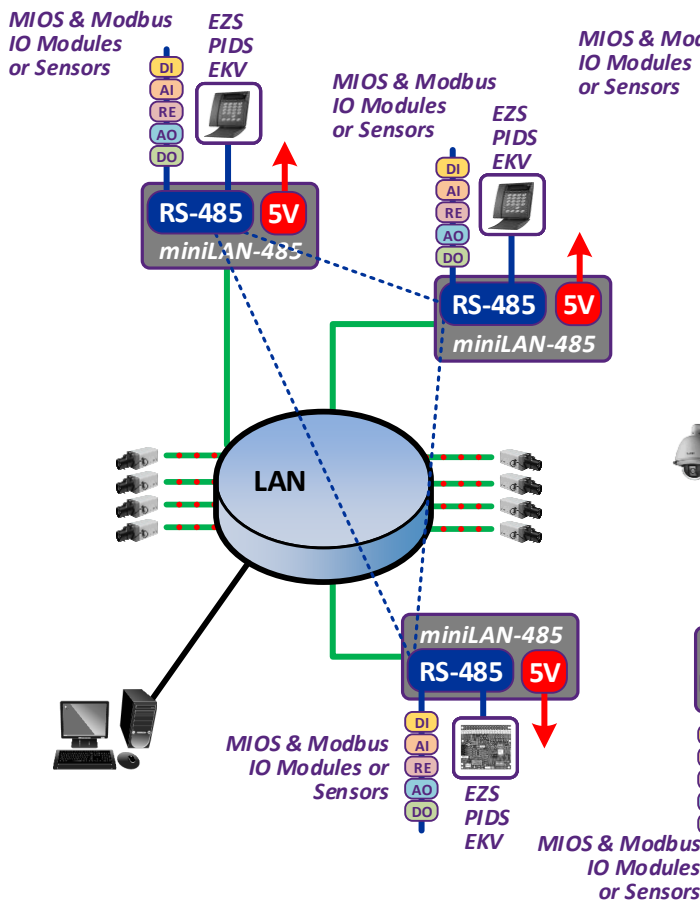 MIOS & Modbus
IO Modules
or Sensors
EZS
PIDS
EKV
DI
AI
RE
AO
DO
RS-485
5V
miniLAN-485
MIOS & Modbus
IO Modules
or Sensors
EZS
PIDS
EKV
DI
AI
RE
AO
DO
RS-485
5V
miniLAN-485
MIOS & Mod
IO Modules
or Sensors
LAN
miniLAN-485
RS-485
5V
DI
AI
RE
AO
DO
MIOS & Modbus
IO Modules or
Sensors
EZS
PIDS
EKV
MIOS & Modbus
IO Modules
or Sensors